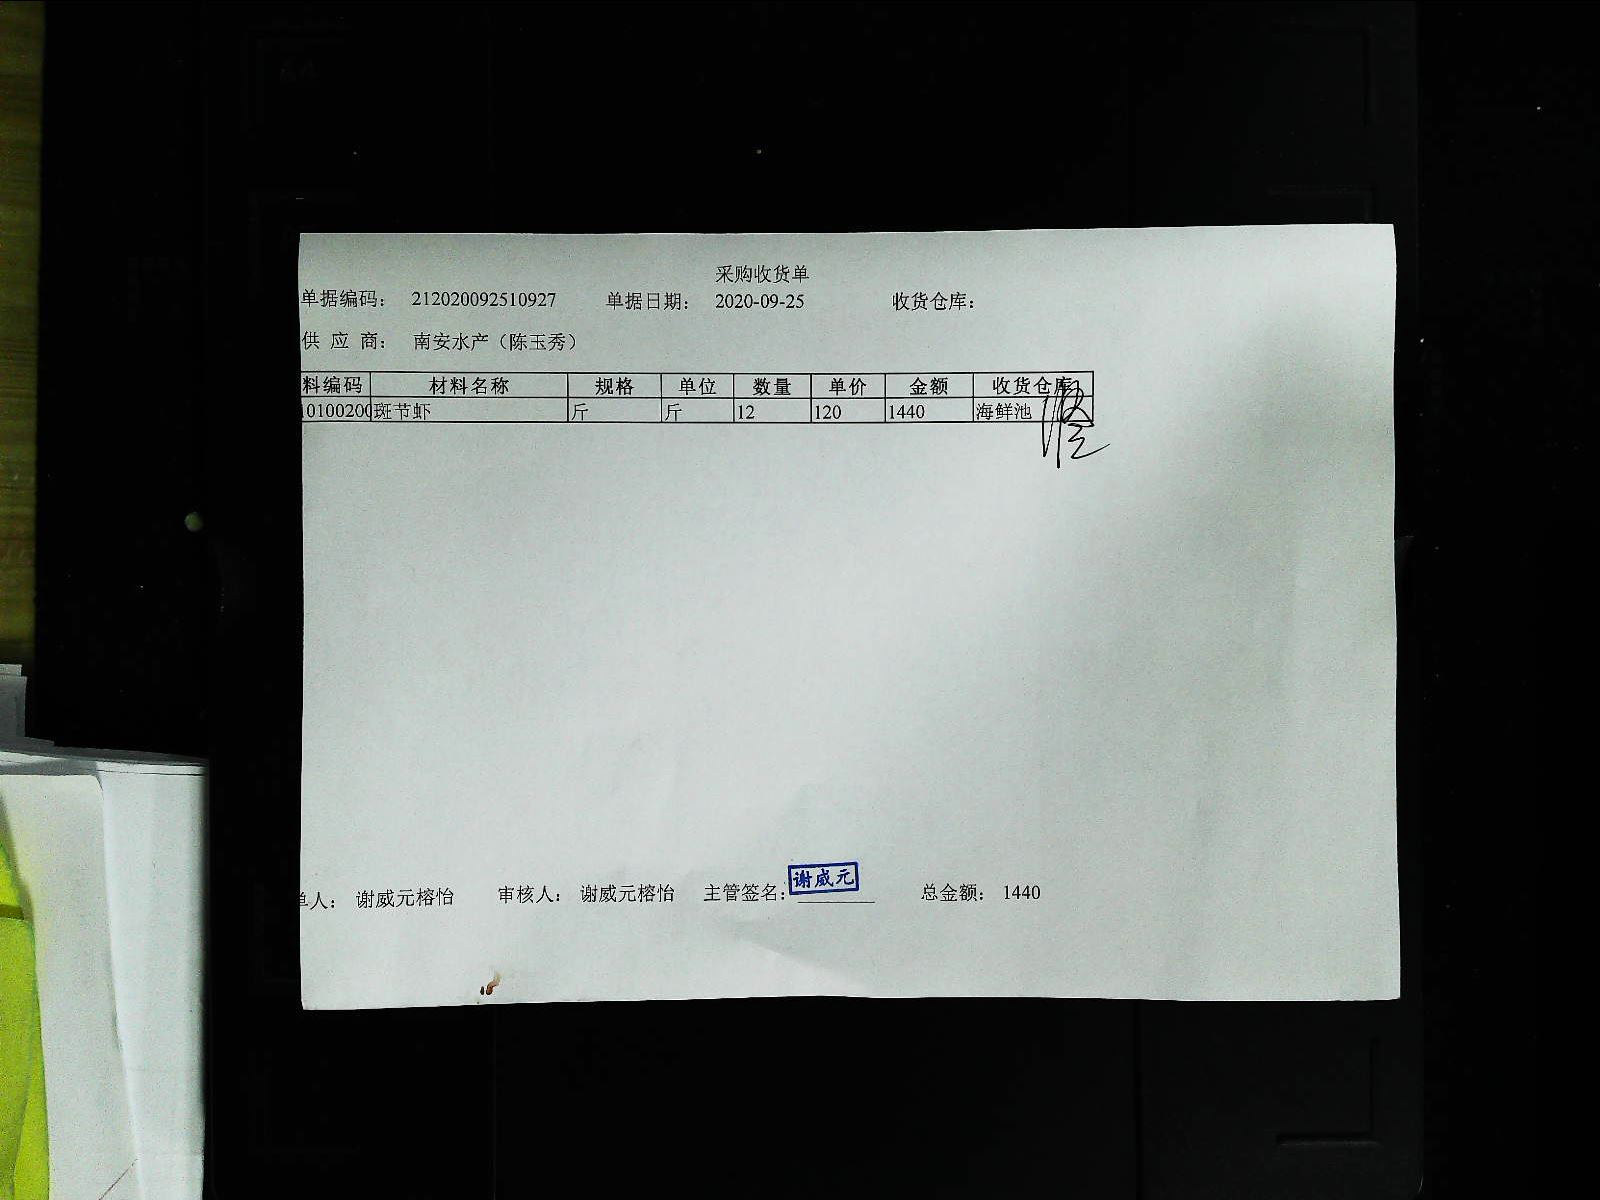 采购收货单
单据编码： 212020092510927 单据日期： 2020-09-25 收货仓库：
供 应 商： 南安水产（陈玉秀）
料编码 材料名称 规格 单位 数量 单价 金额 收货仓库
10100200 斑节虾 斤 斤 12 120 1440 海鲜池
单人： 谢威元榕怡 审核人： 谢威元榕怡 主管签名： 谢威元 总金额： 1440